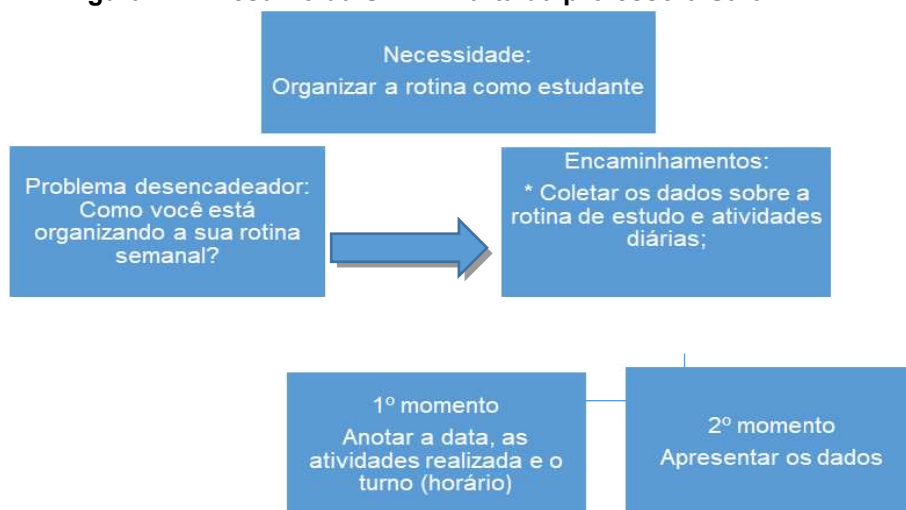 Necessidade:
Organizar a rotina como estudante
Problema desencadeador:
Como você está
organizando a sua rotina
semanal?
Encaminhamentos:
* Coletar os dados sobre a
rotina de estudo e atividades
diárias;
1º momento
Anotar a data, as
atividades realizada e o
turno (horário)
2º momento
Apresentar os dados